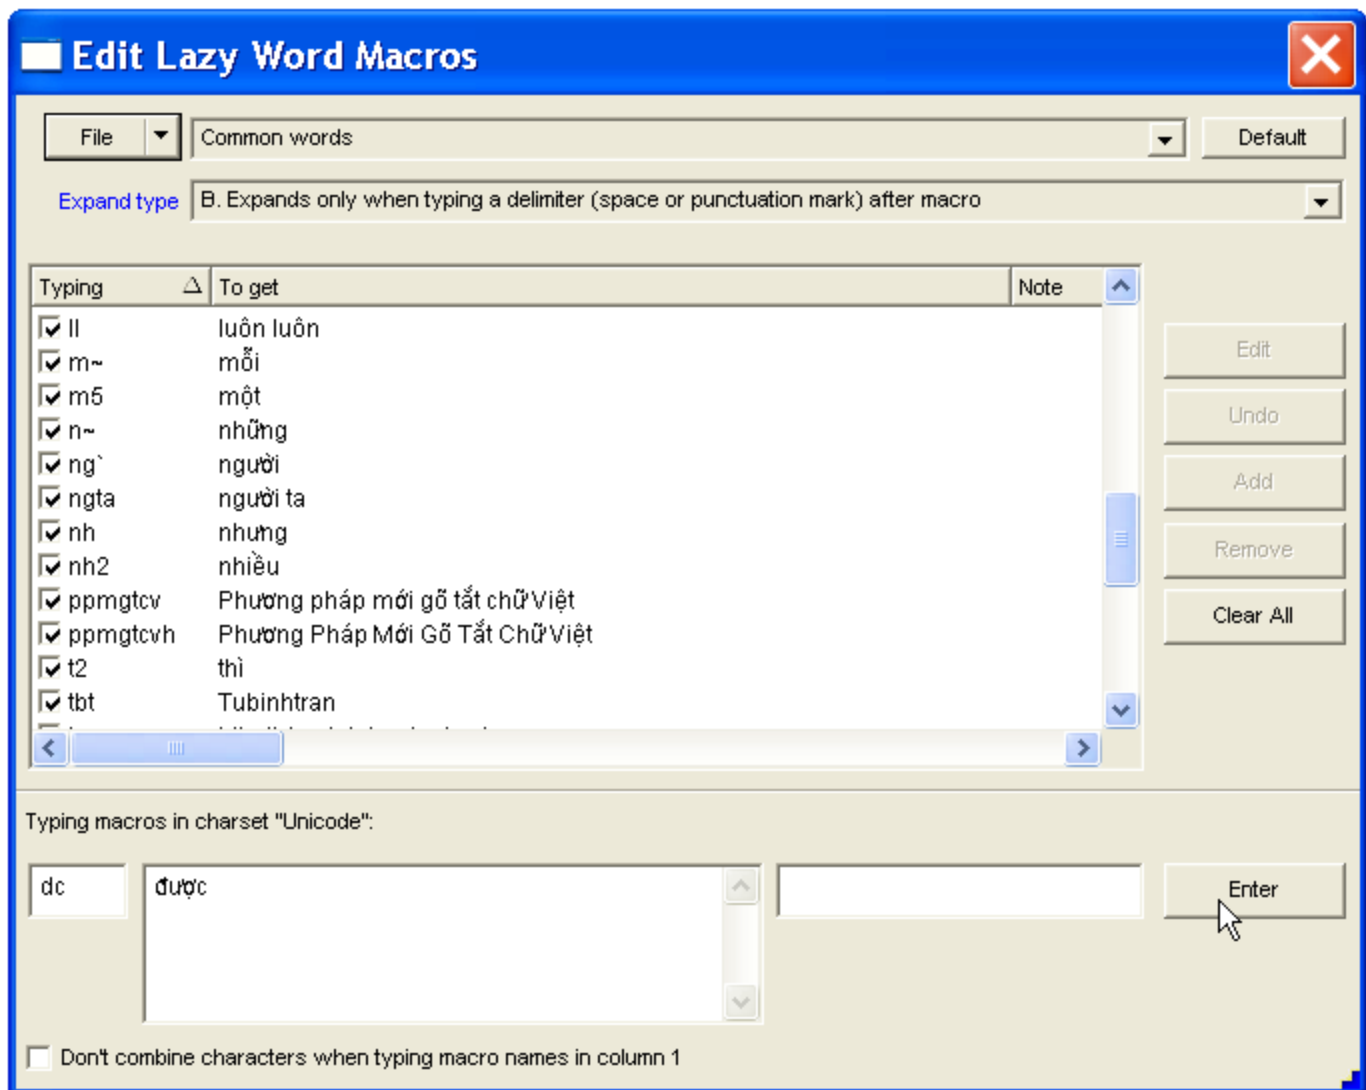 Edit Lazy Word Macros
File Common words Default
Expand type B. Expands only when typing a delimiter (space or punctuation mark) after macro
Typing To get Note
ll luôn luôn
m~ mỗi
m5 một
n~ những
ng` người
ngta người ta
nh nhưng
nh2 nhiều
ppmgtcv Phương pháp mới gõ tắt chữ Việt
ppmgtcvh Phương Pháp Mới Gõ Tắt Chữ Việt
t2 thì
tbt Tubinhtran
Edit
Undo
Add
Remove
Clear All
Typing macros in charset "Unicode":
dc được Enter
Don't combine characters when typing macro names in column 1